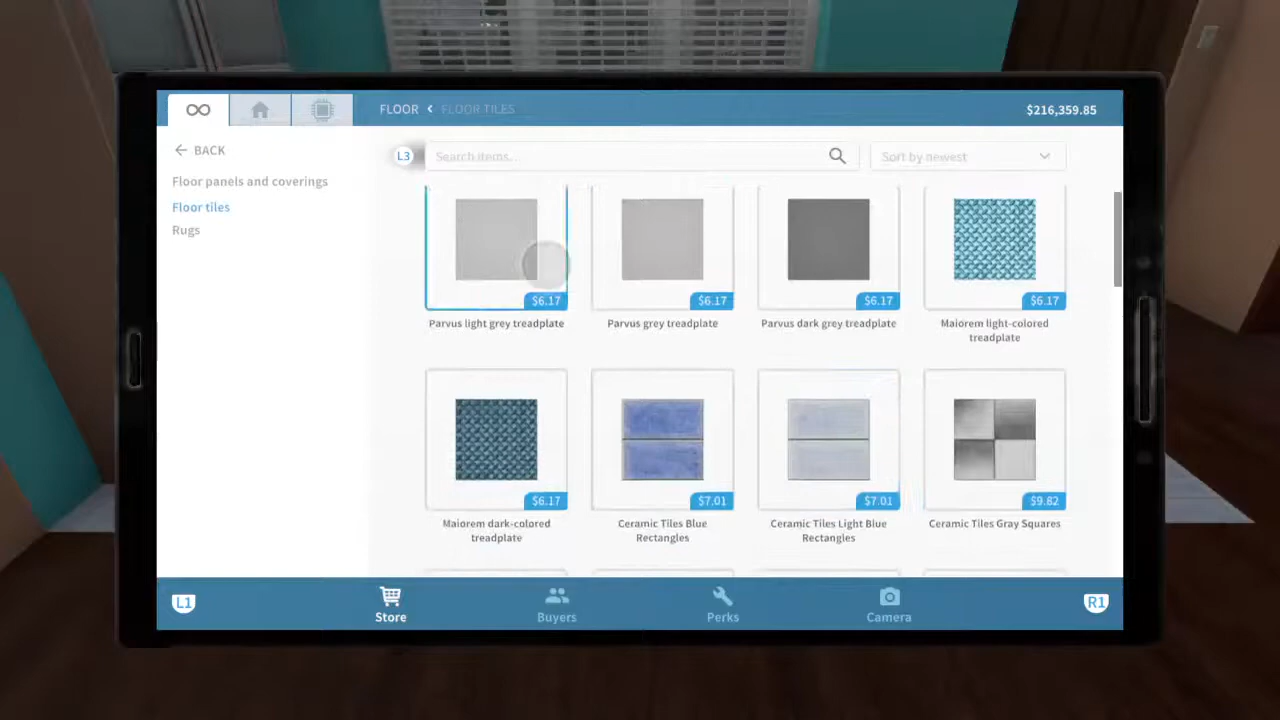 FLOOR < FLOOR TILES
$216,359.85
← BACK
L3
Search items...
Sort by newest
Floor panels and coverings
Floor tiles
Rugs
$6.17
$6.17
$6.17
$6.17
Parvus light grey treadplate
Parvus grey treadplate
Parvus dark grey treadplate
Maiorem light-colored
treadplate
$6.17
$7.01
$7.01
$9.82
Maiorem dark-colored
treadplate
Ceramic Tiles Blue
Rectangles
Ceramic Tiles Light Blue
Rectangles
Ceramic Tiles Gray Squares
L1
Store
Buyers
Perks
Camera
R1